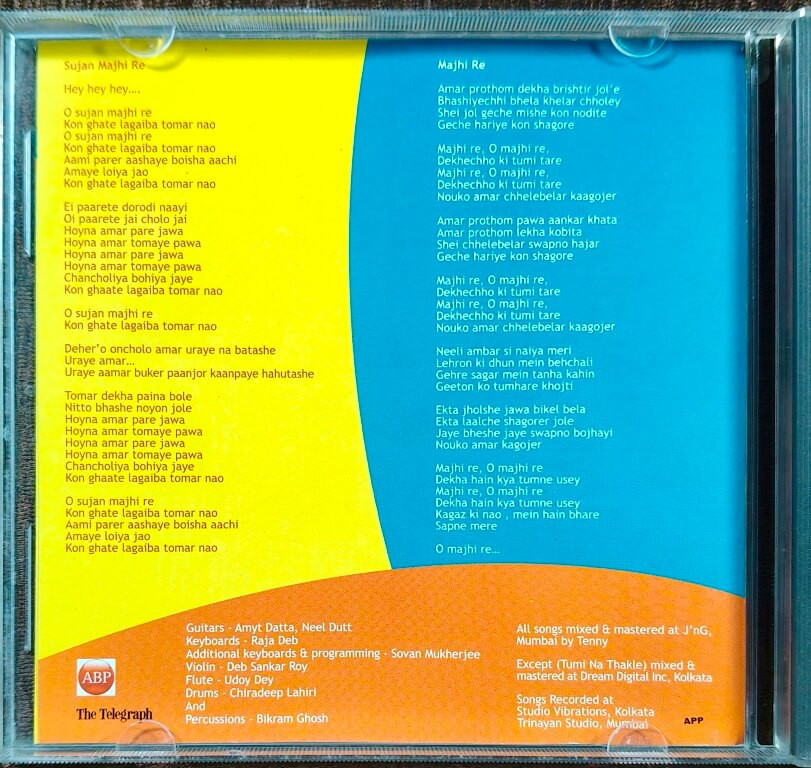 Sujan Majhi Re
Hey hey hey....
O sujan majhi re
Kon ghate lagaiba tomar nao
O sujan majhi re
Kon ghate lagaiba tomar nao
Aami parer aashaye boisha aachi
Amaye loiya jao
Kon ghate lagaiba tomar nao
Ei paarete dorodi naayi
Oi paarete jai cholo jai
Hoyna amar pare jawa
Hoyna amar tomaye pawa
Hoyna amar pare jawa
Hoyna amar tomaye pawa
Chancholiya bohiya jaye
Kon ghaate lagaiba tomar nao
O sujan majhi re
Kon ghate lagaiba tomar nao
Deher'o oncholo amar uraye na batashe
Uraye amar...
Uraye aamar buker paanjor kaanpaye hahutashe
Tomar dekha paina bole
Nitto bhashe noyon jole
Hoyna amar pare jawa
Hoyna amar tomaye pawa
Hoyna amar pare jawa
Hoyna amar tomaye pawa
Chancholiya bohiya jaye
Kon ghaate lagaiba tomar nao
O sujan majhi re
Kon ghate lagaiba tomar nao
Aami parer aashaye boisha aachi
Amaye loiya jao
Kon ghate lagaiba tomar nao
Majhi Re
Amar prothom dekha brishtir jol'e
Bhashiyechhi bhela khelar chholey
Shei jol geche mishe kon nodite
Geche hariye kon shagore
Majhi re, O majhi re,
Dekhechho ki tumi tare
Majhi re, O majhi re,
Dekhechho ki tumi tare
Nouko amar chhelebelar kaagojer
Amar prothom pawa aankar khata
Amar prothom lekha kobita
Shei chhelebelar swapno hajar
Geche hariye kon shagore
Majhi re, O majhi re,
Dekhechho ki tumi tare
Majhi re, O majhi re,
Dekhechho ki tumi tare
Nouko amar chhelebelar kaagojer
Neeli ambar si naiya meri
Lehron ki dhun mein behchali
Gehre sagar mein tanha kahin
Geeton ko tumhare khojti
Ekta jholshe jawa bikel bela
Ekta laalche shagorer jole
Jaye bheshe jaye swapno bojhayi
Nouko amar kagojer
Majhi re, O majhi re
Dekha hain kya tumne usey
Majhi re, O majhi re
Dekha hain kya tumne usey
Kagaz ki nao , mein hain bhare
Sapne mere
O majhi re...
Guitars - Amyt Datta, Neel Dutt
Keyboards - Raja Deb
Additional keyboards & programming - Sovan Mukherjee
Violin - Deb Sankar Roy
Flute - Udoy Dey
Drums - Chiradeep Lahiri
And
Percussions - Bikram Ghosh
All songs mixed & mastered at J'nG,
Mumbai by Tenny
Except (Tumi Na Thakle) mixed &
mastered at Dream Digital Inc, Kolkata
Songs Recorded at
Studio Vibrations, Kolkata
Trinayan Studio, Mumbai
ABP
The Telegraph
APP